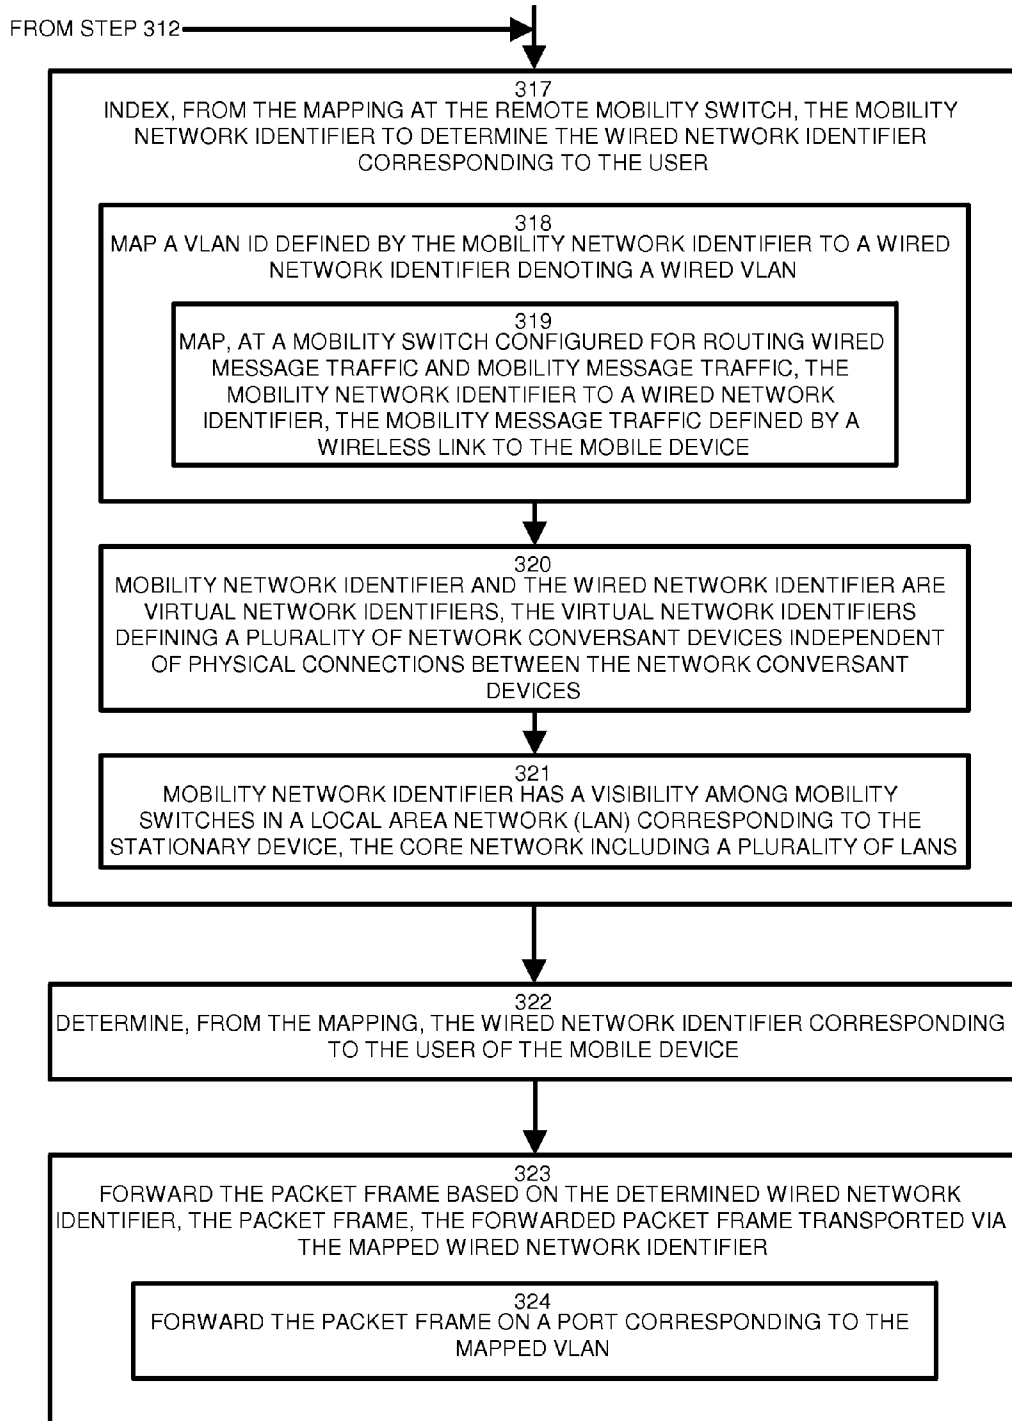 FROM STEP 312
317
INDEX, FROM THE MAPPING AT THE REMOTE MOBILITY SWITCH, THE MOBILITY
NETWORK IDENTIFIER TO DETERMINE THE WIRED NETWORK IDENTIFIER
CORRESPONDING TO THE USER
318
MAP A VLAN ID DEFINED BY THE MOBILITY NETWORK IDENTIFIER TO A WIRED
NETWORK IDENTIFIER DENOTING A WIRED VLAN
319
MAP, AT A MOBILITY SWITCH CONFIGURED FOR ROUTING WIRED
MESSAGE TRAFFIC AND MOBILITY MESSAGE TRAFFIC, THE
MOBILITY NETWORK IDENTIFIER TO A WIRED NETWORK
IDENTIFIER, THE MOBILITY MESSAGE TRAFFIC DEFINED BY A
WIRELESS LINK TO THE MOBILE DEVICE
320
MOBILITY NETWORK IDENTIFIER AND THE WIRED NETWORK IDENTIFIER ARE
VIRTUAL NETWORK IDENTIFIERS, THE VIRTUAL NETWORK IDENTIFIERS
DEFINING A PLURALITY OF NETWORK CONVERSANT DEVICES INDEPENDENT
OF PHYSICAL CONNECTIONS BETWEEN THE NETWORK CONVERSANT
DEVICES
321
MOBILITY NETWORK IDENTIFIER HAS A VISIBILITY AMONG MOBILITY
SWITCHES IN A LOCAL AREA NETWORK (LAN) CORRESPONDING TO THE
STATIONARY DEVICE, THE CORE NETWORK INCLUDING A PLURALITY OF LANS
322
DETERMINE, FROM THE MAPPING, THE WIRED NETWORK IDENTIFIER CORRESPONDING
TO THE USER OF THE MOBILE DEVICE
323
FORWARD THE PACKET FRAME BASED ON THE DETERMINED WIRED NETWORK
IDENTIFIER, THE PACKET FRAME, THE FORWARDED PACKET FRAME TRANSPORTED VIA
THE MAPPED WIRED NETWORK IDENTIFIER
324
FORWARD THE PACKET FRAME ON A PORT CORRESPONDING TO THE
MAPPED VLAN